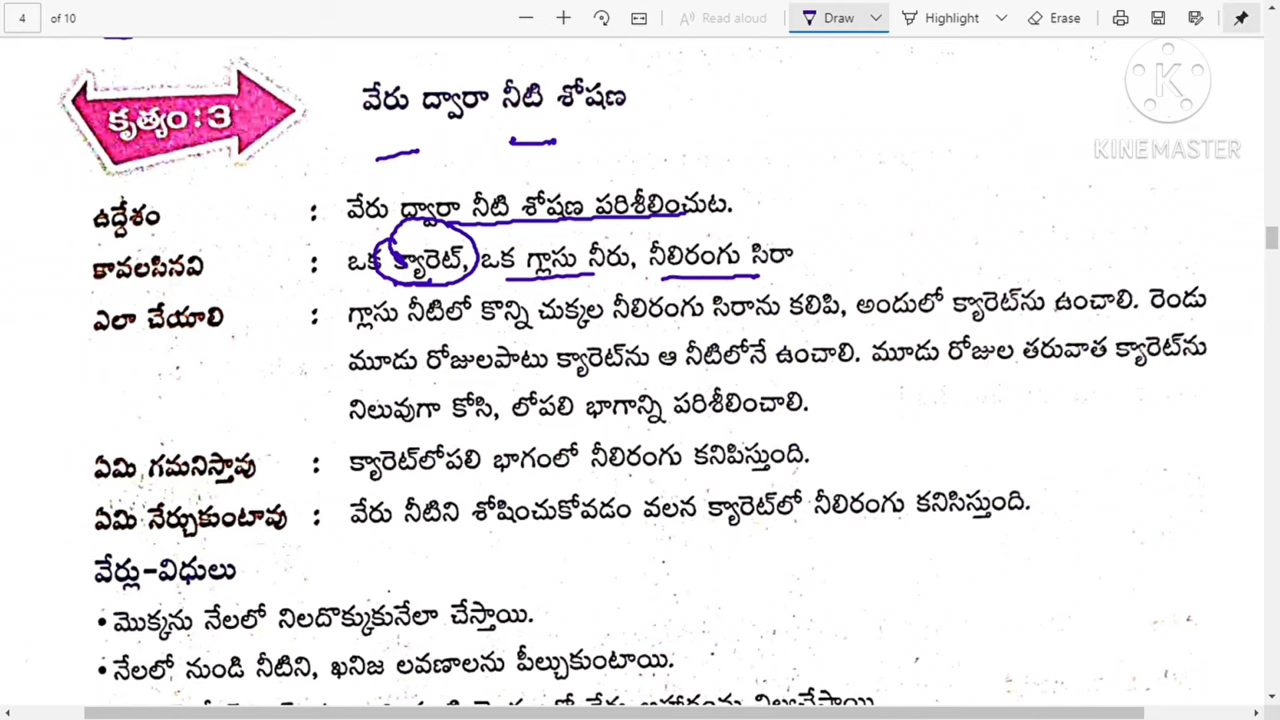 4 of 10 Read aloud Draw Highlight Erase
K
KINEMASTER
కృత్యం : 3 వేరు ద్వారా నీటి శోషణ
ఉద్దేశం : వేరు ద్వారా నీటి శోషణ పరిశీలించుట.
కావలసినవి : ఒక క్యారెట్, ఒక గ్లాసు నీరు, నీలిరంగు సిరా
ఎలా చేయాలి : గ్లాసు నీటిలో కొన్ని చుక్కల నీలిరంగు సిరాను కలిపి, అందులో క్యారెట్‌ను ఉంచాలి. రెండు
మూడు రోజులపాటు క్యారెట్‌ను ఆ నీటిలోనే ఉంచాలి. మూడు రోజుల తరువాత క్యారెట్‌ను
నిలువుగా కోసి, లోపలి భాగాన్ని పరిశీలించాలి.
ఏమి గమనిస్తావు : క్యారెట్‌లోపలి భాగంలో నీలిరంగు కనిపిస్తుంది.
ఏమి నేర్చుకుంటావు : వేరు నీటిని శోషించుకోవడం వలన క్యారెట్‌లో నీలిరంగు కనిసిస్తుంది.
వేర్లు-విధులు
• మొక్కను నేలలో నిలదొక్కుకునేలా చేస్తాయి.
• నేలలో నుండి నీటిని, ఖనిజ లవణాలను పీల్చుకుంటాయి.